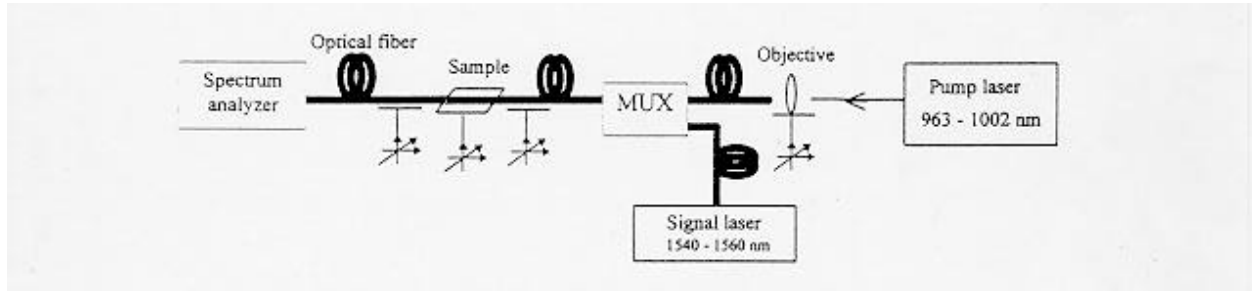 Optical fiber
Spectrum
analyzer
Sample
MUX
Objective
Pump laser
963 - 1002 nm
Signal laser
1540 - 1560 nm